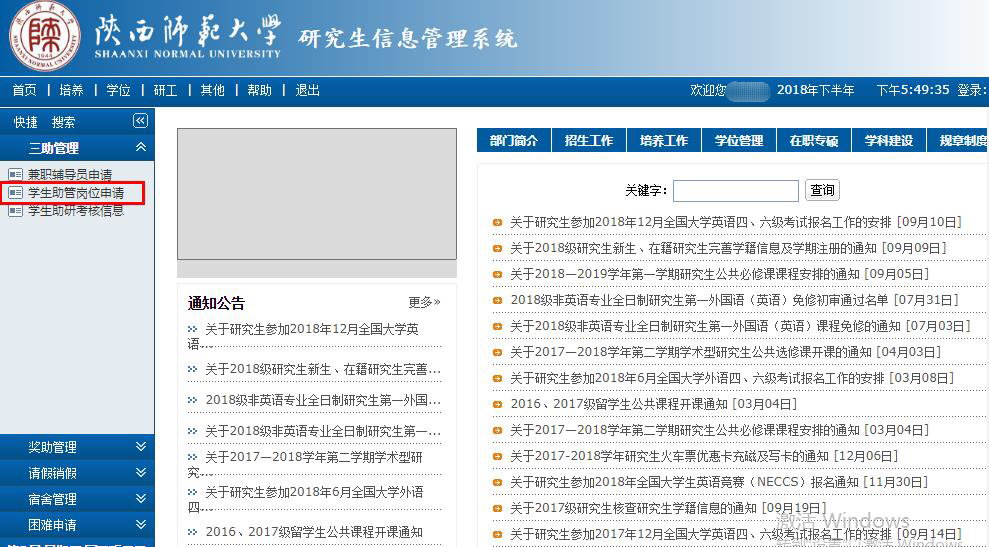 陕西师范大学
SHAANXI NORMAL UNIVERSITY
研究生信息管理系统
1944
首页 | 培养 | 学位 | 研工 | 其他 | 帮助 | 退出
欢迎您 2018年下半年 下午5:49:35 登录:
快捷 搜索
三助管理
兼职辅导员申请
学生助管岗位申请
学生助研考核信息
奖助管理
请假销假
宿舍管理
困难申请
通知公告 更多»
关于研究生参加2018年12月全国大学英
语....
关于2018级研究生新生、在籍研究生完善...
2018级非英语专业全日制研究生第一外国...
关于2018级非英语专业全日制研究生第一...
关于2017—2018学年第二学期学术型研
究....
关于研究生参加2018年6月全国大学外语
四....
2016、2017级留学生公共课程开课通知
部门简介 招生工作 培养工作 学位管理 在职专硕 学科建设 规章制度
关键字: 查询
关于研究生参加2018年12月全国大学英语四、六级考试报名工作的安排 [09月10日]
关于2018级研究生新生、在籍研究生完善学籍信息及学期注册的通知 [09月09日]
关于2018—2019学年第一学期研究生公共必修课课程安排的通知 [09月05日]
2018级非英语专业全日制研究生第一外国语（英语）免修初审通过名单 [07月31日]
关于2018级非英语专业全日制研究生第一外国语（英语）课程免修的通知 [07月03日]
关于2017—2018学年第二学期学术型研究生公共选修课开课的通知 [04月03日]
关于研究生参加2018年6月全国大学外语四、六级考试报名工作的安排 [03月08日]
2016、2017级留学生公共课程开课通知 [03月04日]
关于2017—2018学年第二学期研究生公共必修课课程安排的通知 [03月04日]
关于2017-2018学年研究生火车票优惠卡充磁及写卡的通知 [12月06日]
关于研究生参加2018年全国大学生英语竞赛（NECCS）报名通知 [11月30日]
关于2017级研究生核查研究生学籍信息的通知 [09月19日]
关于研究生参加2017年12月全国大学英语四、六级考试报名工作的安排 [09月14日]
激活 Windows